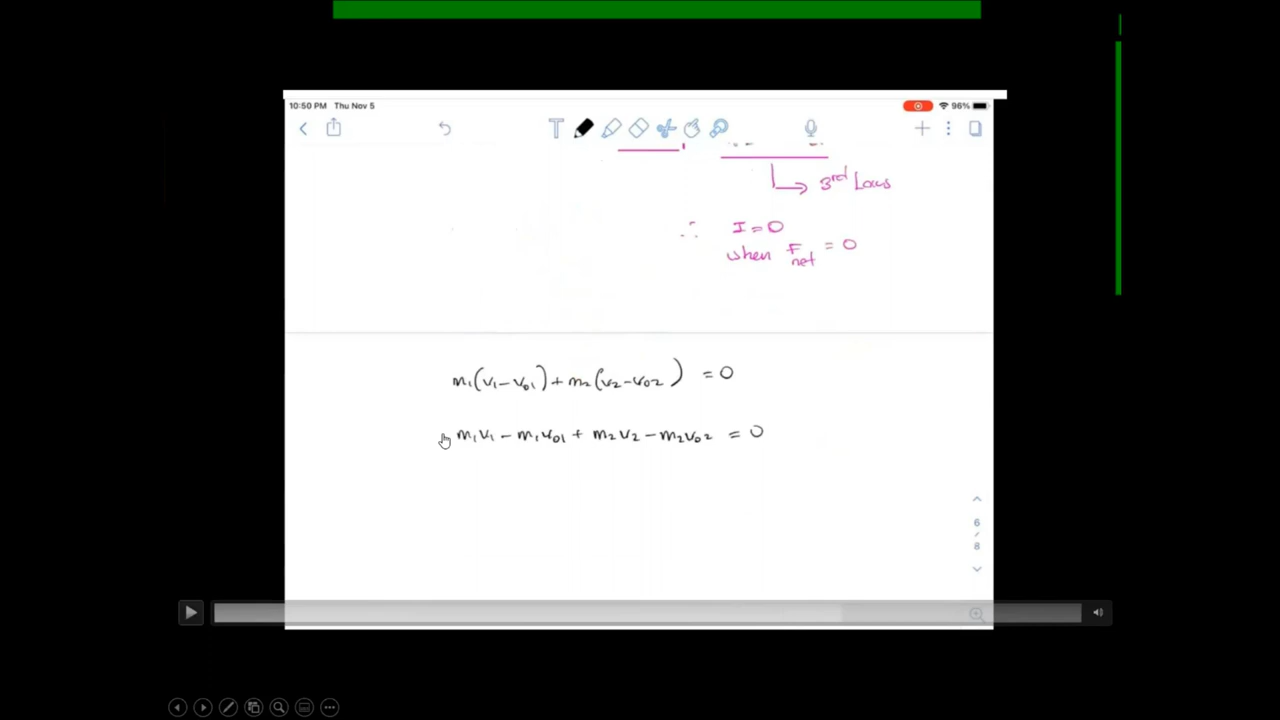 10:50 PM Thu Nov 5
96%
3rd Laws
∴ I = 0
when Fnet = 0
m₁(v₁-v₀₁)+m₂(v₂-v₀₂) = 0
m₁v₁ - m₁v₀₁ + m₂v₂ - m₂v₀₂ = 0
6
/
8